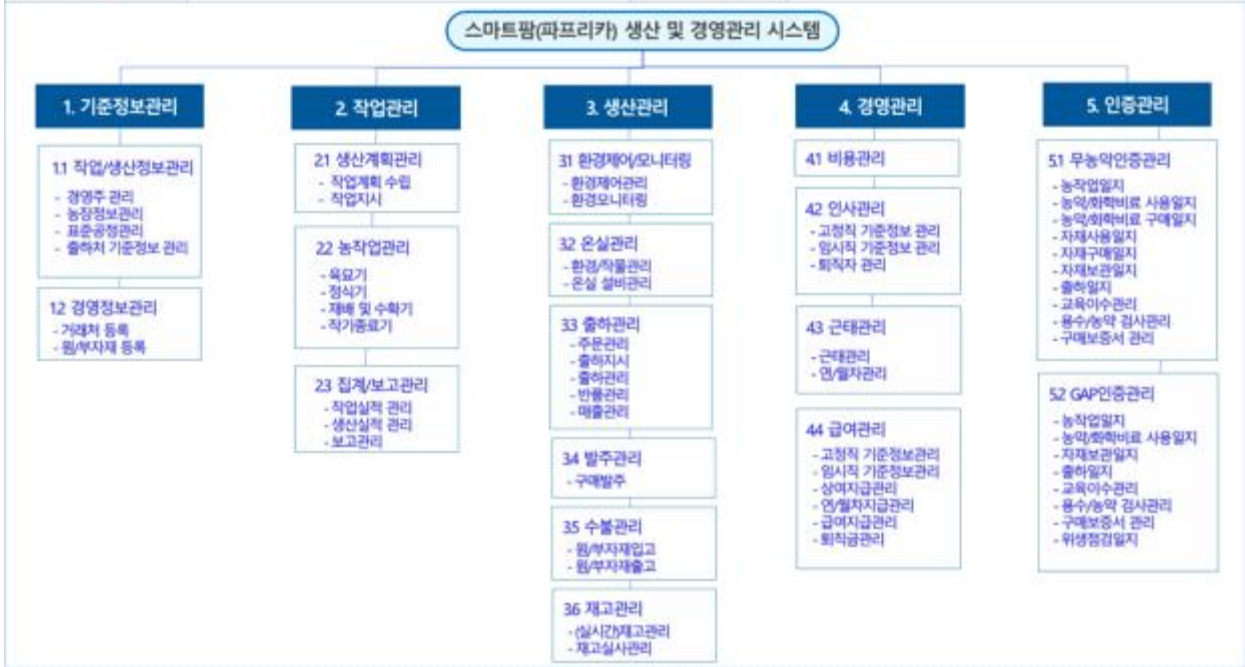 스마트팜(파프리카) 생산 및 경영관리 시스템
1. 기준정보관리
1.1 작업/생산정보관리
- 경영주 관리
- 농장정보관리
- 표준공정관리
- 출하처 기준정보 관리
1.2 경영정보관리
- 거래처 등록
- 원/부자재 등록
2. 작업관리
2.1 생산계획관리
- 작업계획 수립
- 작업지시
2.2 농작업관리
- 육묘기
- 정식기
- 재배 및 수확기
- 작기종료기
2.3 집계/보고관리
- 작업실적 관리
- 생산실적 관리
- 보고관리
3. 생산관리
3.1 환경제어/모니터링
- 환경제어관리
- 환경모니터링
3.2 온실관리
- 환경/작물관리
- 온실 설비관리
3.3 출하관리
- 주문관리
- 출하지시
- 출하관리
- 반품관리
- 매출관리
3.4 발주관리
- 구매발주
3.5 수불관리
- 원/부자재입고
- 원/부자재출고
3.6 재고관리
- (실시간)재고관리
- 재고실사관리
4. 경영관리
4.1 비용관리
4.2 인사관리
- 고정직 기준정보 관리
- 임시직 기준정보 관리
- 퇴직자 관리
4.3 근태관리
- 근태관리
- 연/월차관리
4.4 급여관리
- 고정직 기준정보관리
- 임시직 기준정보관리
- 상여지급관리
- 연/월차지급관리
- 급여지급관리
- 퇴직금관리
5. 인증관리
5.1 무농약인증관리
- 농작업일지
- 농약/화학비료 사용일지
- 농약/화학비료 구매일지
- 자재사용일지
- 자재구매일지
- 자재보관일지
- 출하일지
- 교육이수관리
- 용수/농약 검사관리
- 구매보증서 관리
5.2 GAP인증관리
- 농작업일지
- 농약/화학비료 사용일지
- 자재보관일지
- 출하일지
- 교육이수관리
- 용수/농약 검사관리
- 구매보증서 관리
- 위생점검일지